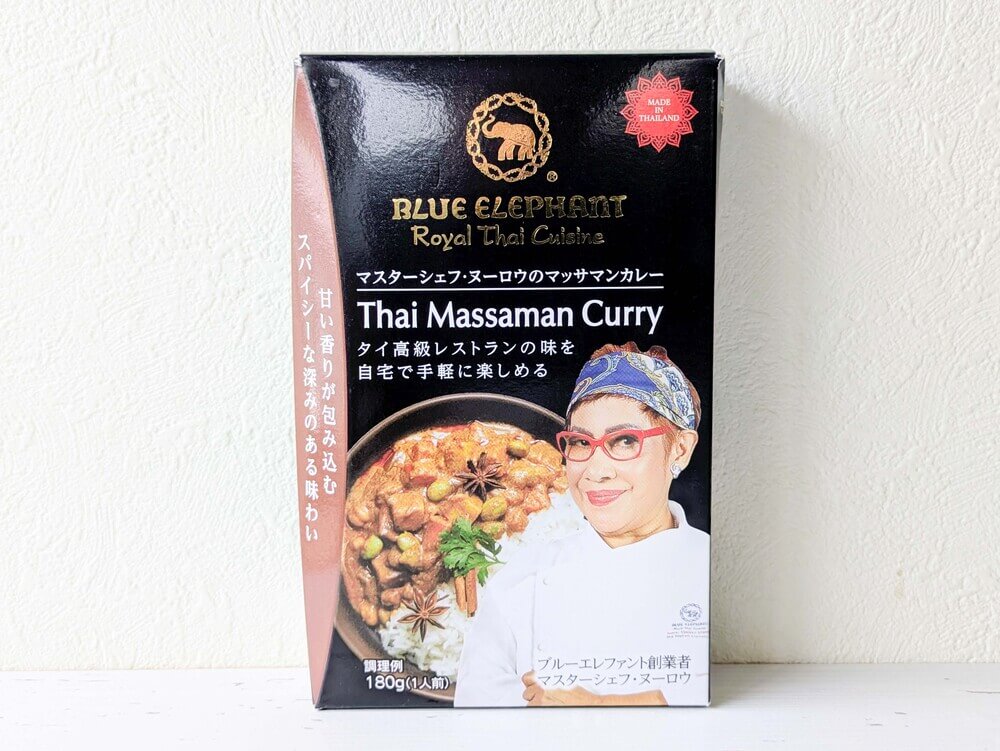 MADE
IN
THAILAND
®
BLUE ELEPHANT
Royal Thai Cuisine
マスターシェフ・ヌーロウのマッサマンカレー
Thai Massaman Curry
タイ高級レストランの味を
自宅で手軽に楽しめる
甘い香りが包み込む
スパイシーな深みのある味わい
BLUE ELEPHANT
調理例
180g(1人前)
ブルーエレファント創業者
マスターシェフ・ヌーロウ